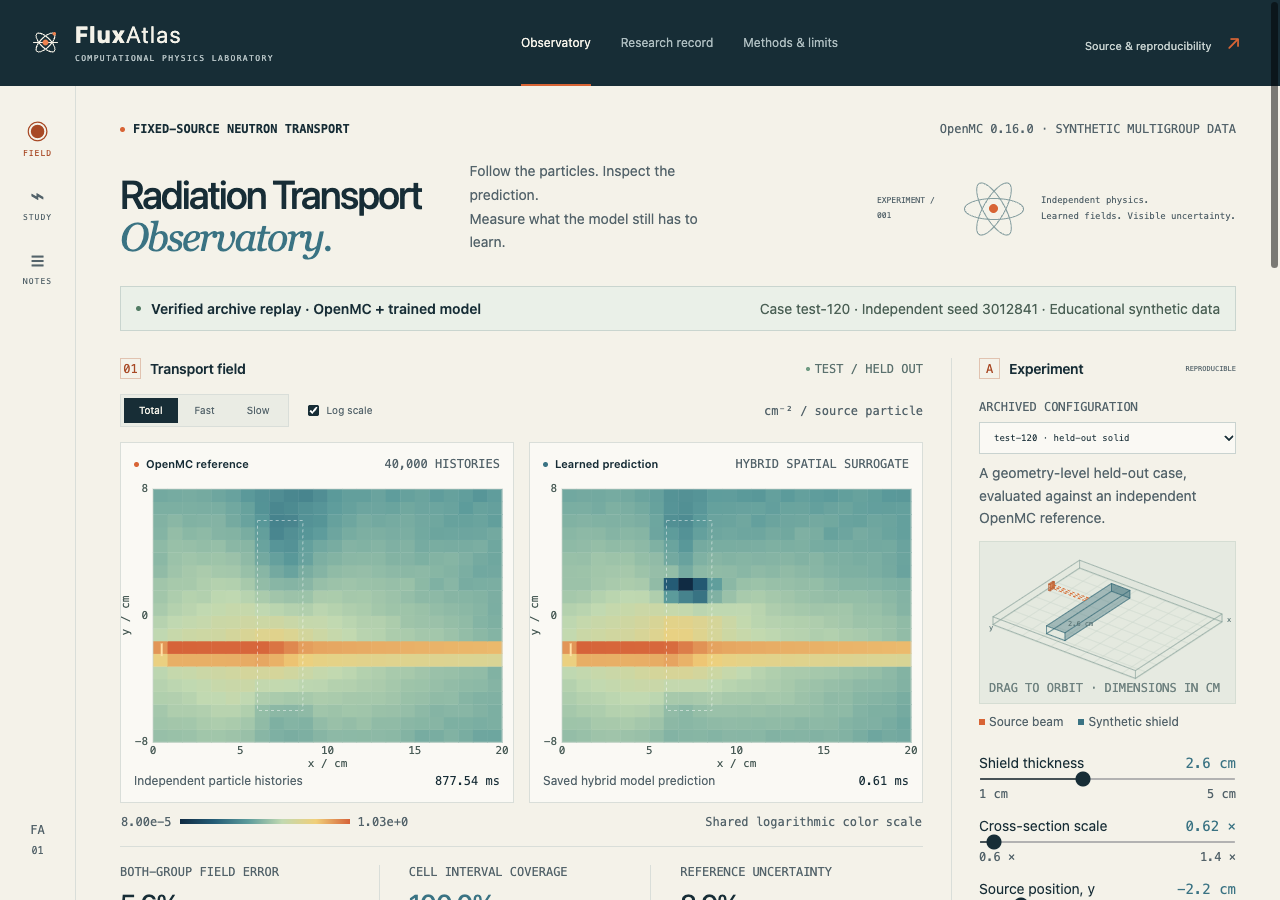 FluxAtlas
COMPUTATIONAL PHYSICS LABORATORY
Observatory
Research record
Methods & limits
Source & reproducibility
FIELD
STUDY
NOTES
FA
01
FIXED–SOURCE NEUTRON TRANSPORT
OpenMC 0.16.0 · SYNTHETIC MULTIGROUP DATA
Radiation Transport
Observatory.
Follow the particles. Inspect the
prediction.
Measure what the model still has to
learn.
EXPERIMENT /
001
Independent physics.
Learned fields. Visible uncertainty.
Verified archive replay · OpenMC + trained model
Case test-120 · Independent seed 3012841 · Educational synthetic data
01 Transport field
TEST / HELD OUT
Total Fast Slow
Log scale
cm⁻² / source particle
OpenMC reference
40,000 HISTORIES
8
0
−8
y / cm
0 5 10 15 20
x / cm
Independent particle histories
877.54 ms
Learned prediction
HYBRID SPATIAL SURROGATE
8
0
−8
y / cm
0 5 10 15 20
x / cm
Saved hybrid model prediction
0.61 ms
8.00e−5
1.03e+0
Shared logarithmic color scale
BOTH-GROUP FIELD ERROR
CELL INTERVAL COVERAGE
REFERENCE UNCERTAINTY
A Experiment
REPRODUCIBLE
ARCHIVED CONFIGURATION
test-120 · held-out solid
A geometry-level held-out case,
evaluated against an independent
OpenMC reference.
y
2.6 cm
x
DRAG TO ORBIT · DIMENSIONS IN CM
Source beam
Synthetic shield
Shield thickness
2.6 cm
1 cm
5 cm
Cross-section scale
0.62 ×
0.6 ×
1.4 ×
Source position, y
−2.2 cm